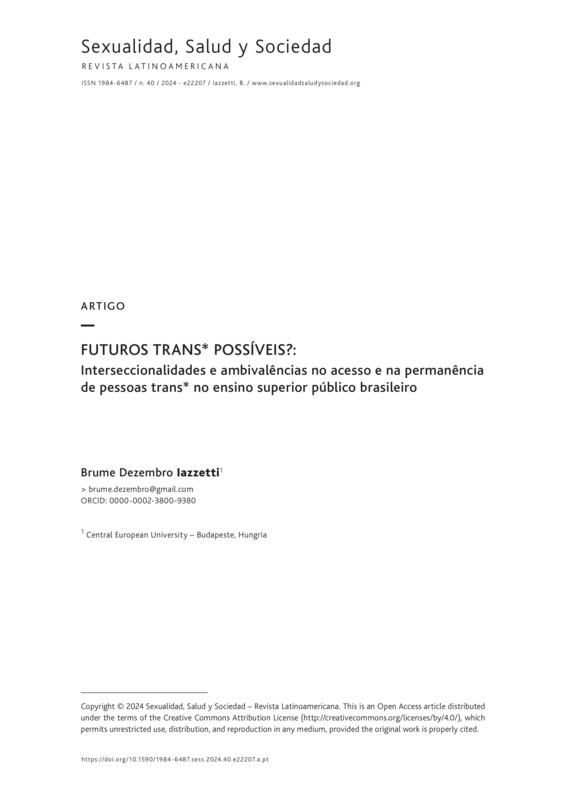 Sexualidad, Salud y Sociedad
REVISTA LATINOAMERICANA
ISSN 1984-6487 / n. 40 / 2024 - e22207 / Iazzetti, B. / www.sexualidadsaludysociedad.org
ARTIGO
FUTUROS TRANS* POSSÍVEIS?:
Interseccionalidades e ambivalências no acesso e na permanência
de pessoas trans* no ensino superior público brasileiro
Brume Dezembro Iazzetti¹
> brume.dezembro@gmail.com
ORCID: 0000-0002-3800-9380
¹ Central European University – Budapeste, Hungria
Copyright © 2024 Sexualidad, Salud y Sociedad – Revista Latinoamericana. This is an Open Access article distributed
under the terms of the Creative Commons Attribution License (http://creativecommons.org/licenses/by/4.0/), which
permits unrestricted use, distribution, and reproduction in any medium, provided the original work is properly cited.
https://doi.org/10.1590/1984-6487.sess.2024.40.e22207.a.pt